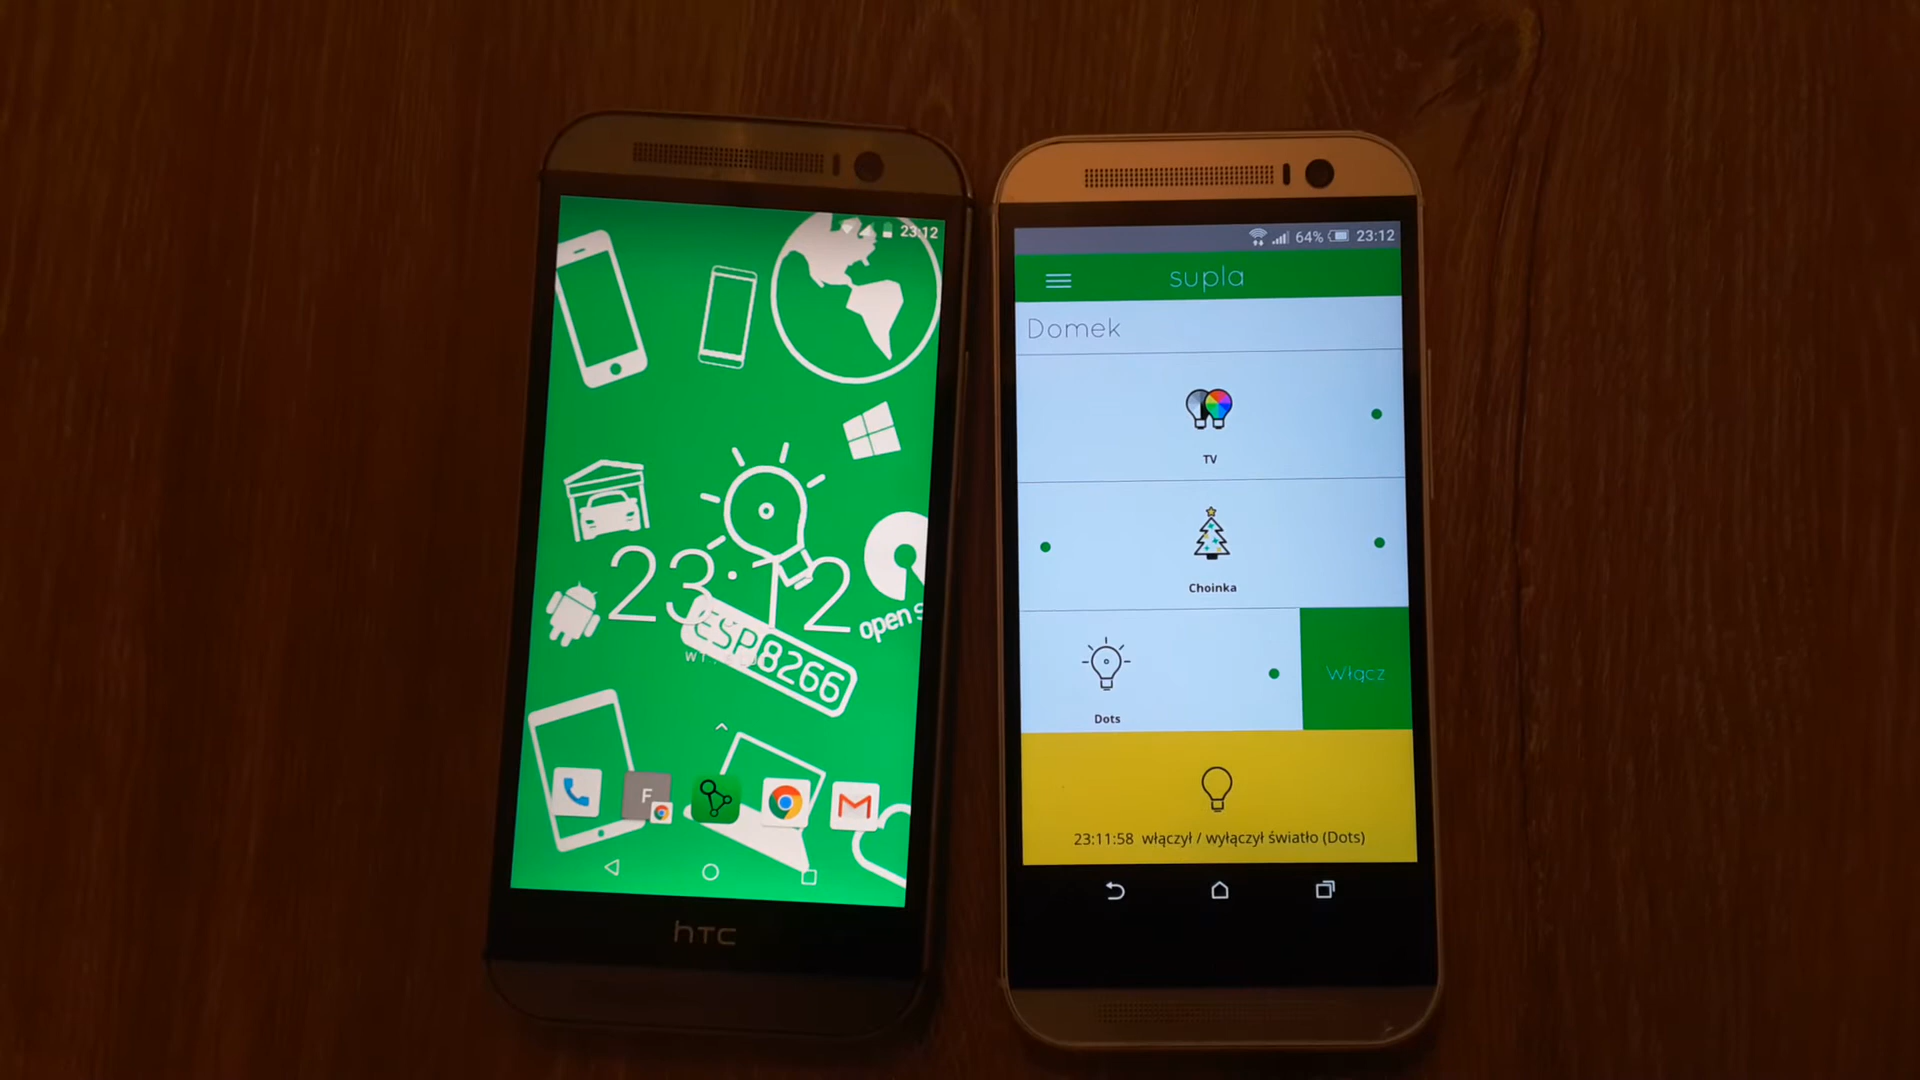 23:12
23:12
ESP8266
open s
F
htc
64% 23:12
supla
Domek
TV
Choinka
Dots
Włącz
23:11:58 włączył / wyłączył światło (Dots)